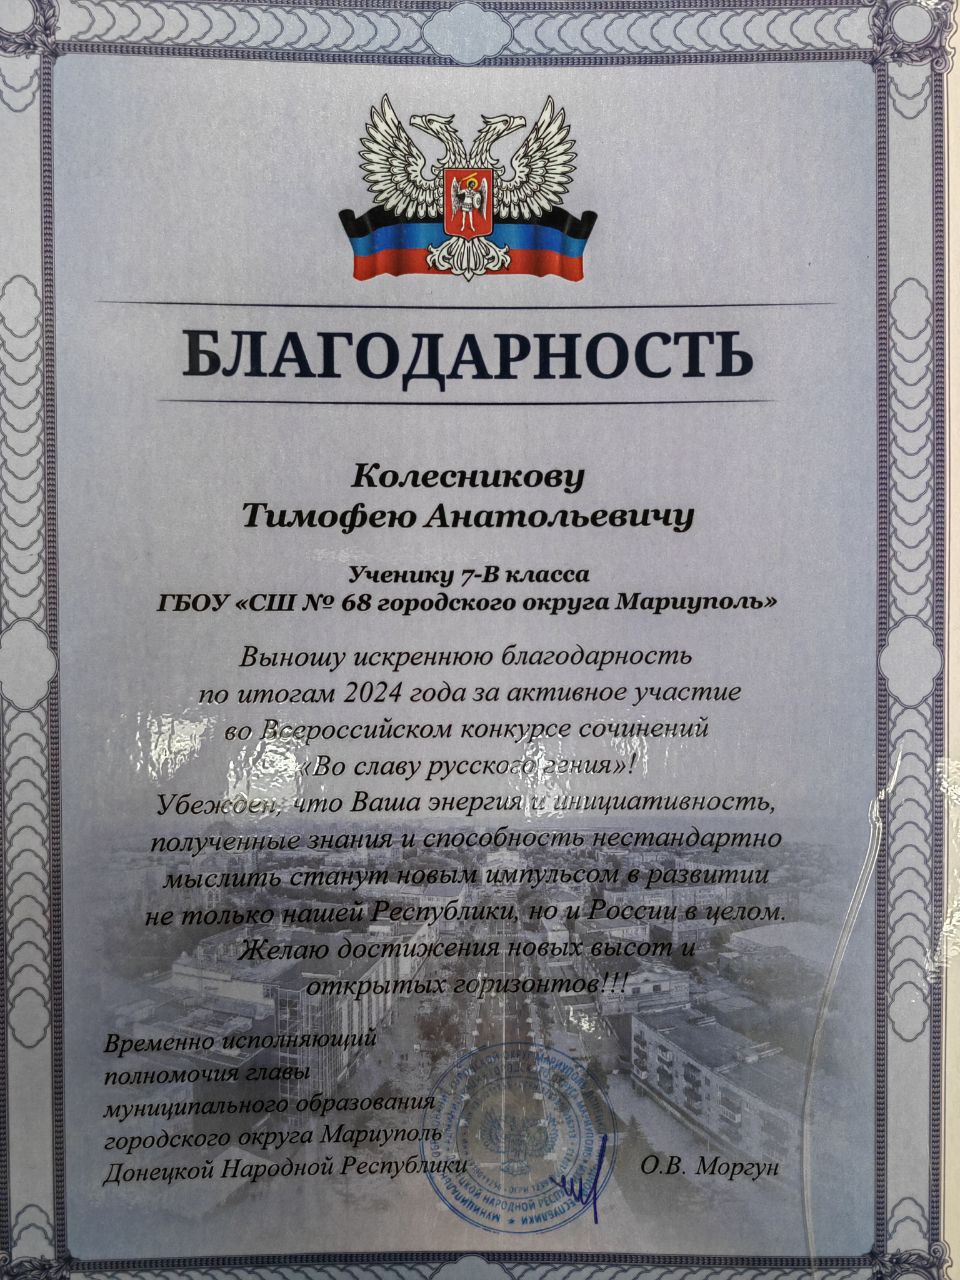 БЛАГОДАРНОСТЬ
Колесникову
Тимофею Анатольевичу
Ученику 7-В класса
ГБОУ «СШ № 68 городского округа Мариуполь»
Выношу искреннюю благодарность
по итогам 2024 года за активное участие
во Всероссийском конкурсе сочинений
«Во славу русского гения»!
Убежден, что Ваша энергия и инициативность,
полученные знания и способность нестандартно
мыслить станут новым импульсом в развитии
не только нашей Республики, но и России в целом.
Желаю достижения новых высот и
открытых горизонтов!!!
Временно исполняющий
полномочия главы
муниципального образования
городского округа Мариуполь
Донецкой Народной Республики
О.В. Моргун